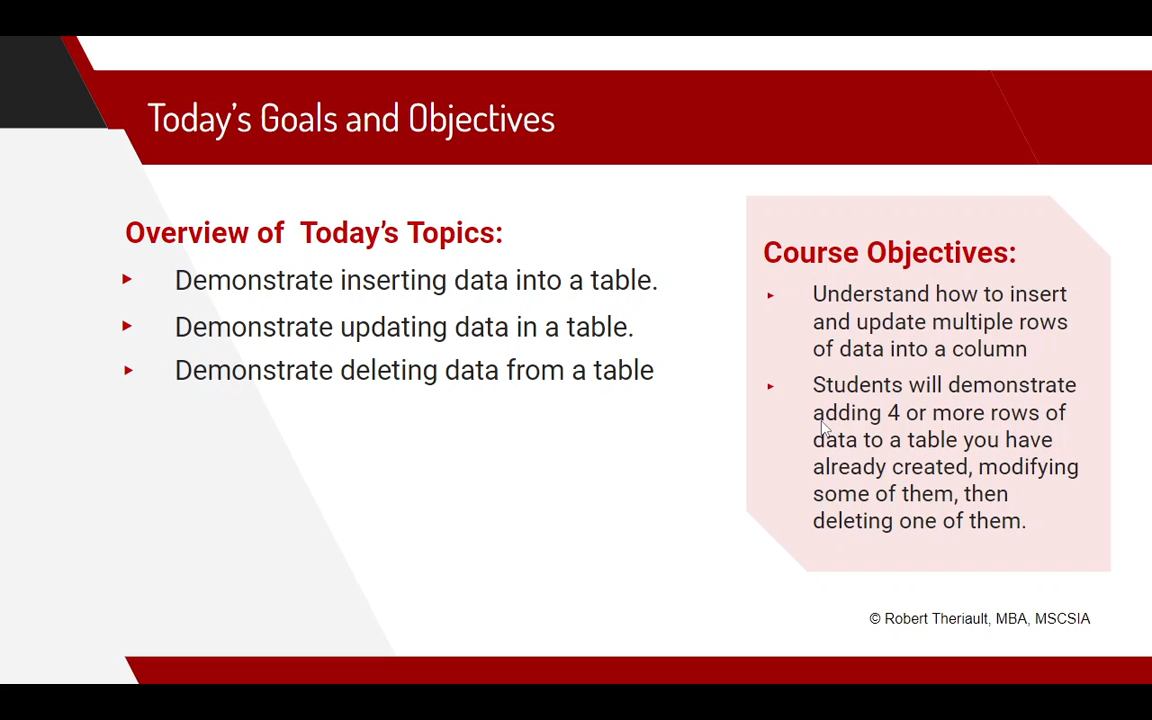 Today's Goals and Objectives
Overview of  Today's Topics:
Demonstrate inserting data into a table.
Demonstrate updating data in a table.
Demonstrate deleting data from a table
Course Objectives:
Understand how to insert
and update multiple rows
of data into a column
Students will demonstrate
adding 4 or more rows of
data to a table you have
already created, modifying
some of them, then
deleting one of them.
© Robert Theriault, MBA, MSCSIA